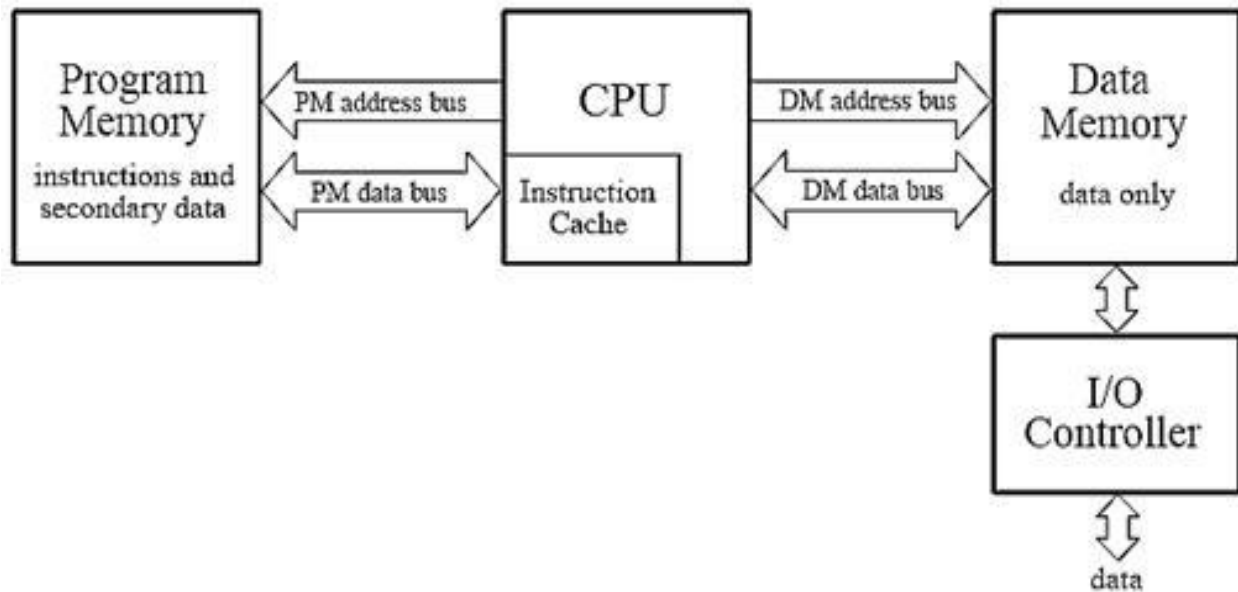 Program
Memory
instructions and
secondary data
PM address bus
PM data bus
CPU
Instruction
Cache
DM address bus
DM data bus
Data
Memory
data only
I/O
Controller
data